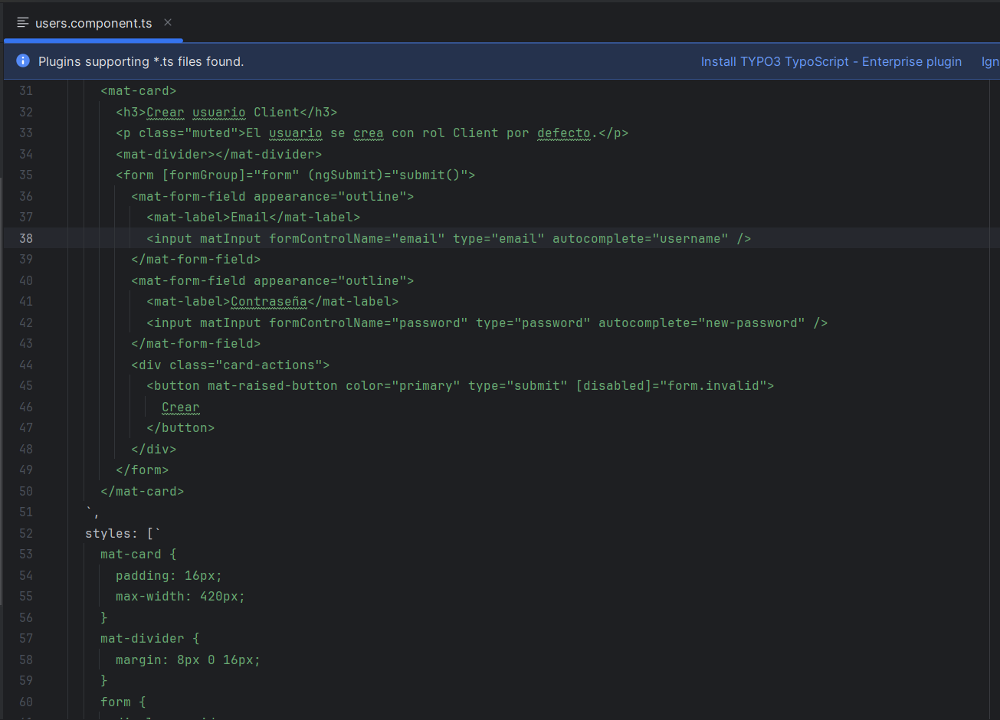 users.component.ts
Plugins supporting *.ts files found. Install TYPO3 TypoScript - Enterprise plugin Ign
31 <mat-card>
32 <h3>Crear usuario Client</h3>
33 <p class="muted">El usuario se crea con rol Client por defecto.</p>
34 <mat-divider></mat-divider>
35 <form [formGroup]="form" (ngSubmit)="submit()">
36 <mat-form-field appearance="outline">
37 <mat-label>Email</mat-label>
38 <input matInput formControlName="email" type="email" autocomplete="username" />
39 </mat-form-field>
40 <mat-form-field appearance="outline">
41 <mat-label>Contraseña</mat-label>
42 <input matInput formControlName="password" type="password" autocomplete="new-password" />
43 </mat-form-field>
44 <div class="card-actions">
45 <button mat-raised-button color="primary" type="submit" [disabled]="form.invalid">
46 Crear
47 </button>
48 </div>
49 </form>
50 </mat-card>
51 `,
52 styles: [`
53 mat-card {
54 padding: 16px;
55 max-width: 420px;
56 }
57 mat-divider {
58 margin: 8px 0 16px;
59 }
60 form {